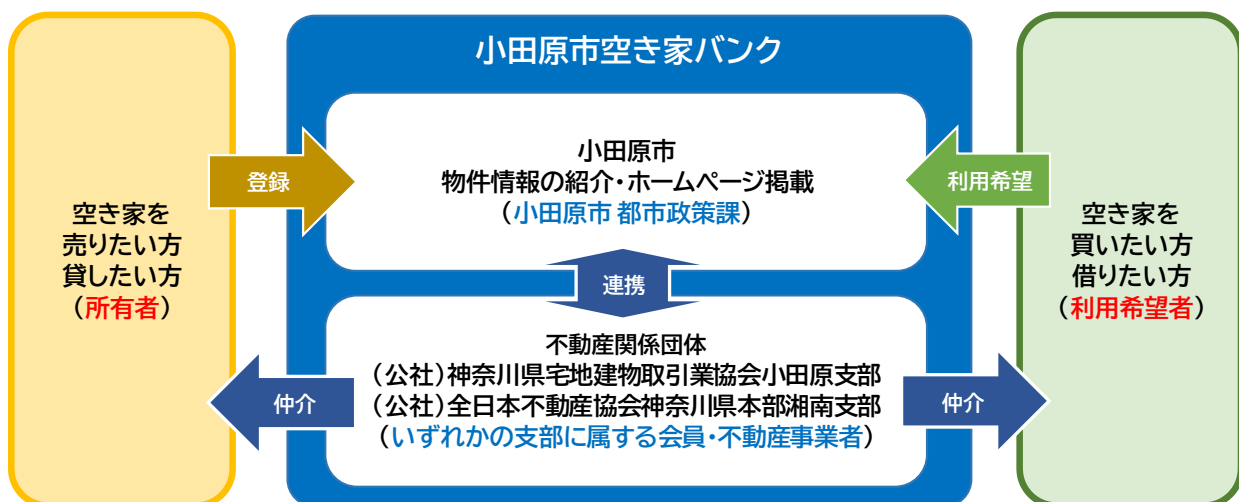 小田原市空き家バンク
空き家を
売りたい方
貸したい方
(所有者)
登録
小田原市
物件情報の紹介・ホームページ掲載
(小田原市 都市政策課)
利用希望
空き家を
買いたい方
借りたい方
(利用希望者)
連携
仲介
不動産関係団体
(公社)神奈川県宅地建物取引業協会小田原支部
(公社)全日本不動産協会神奈川県本部湘南支部
(いずれかの支部に属する会員・不動産事業者)
仲介